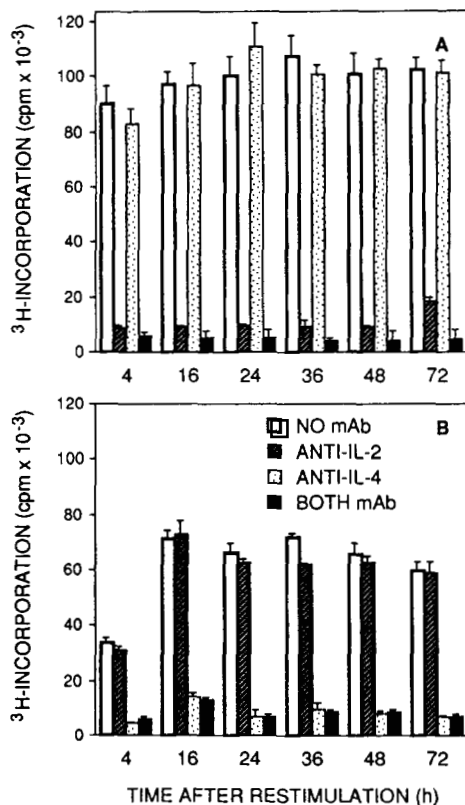 120
A
100
80
60
40
20
0
³H-INCORPORATION (cpm x 10⁻³)
4 16 24 36 48 72
120
B
100
80
60
40
20
0
³H-INCORPORATION (cpm x 10⁻³)
NO mAb
ANTI-IL-2
ANTI-IL-4
BOTH mAb
4 16 24 36 48 72
TIME AFTER RESTIMULATION (h)